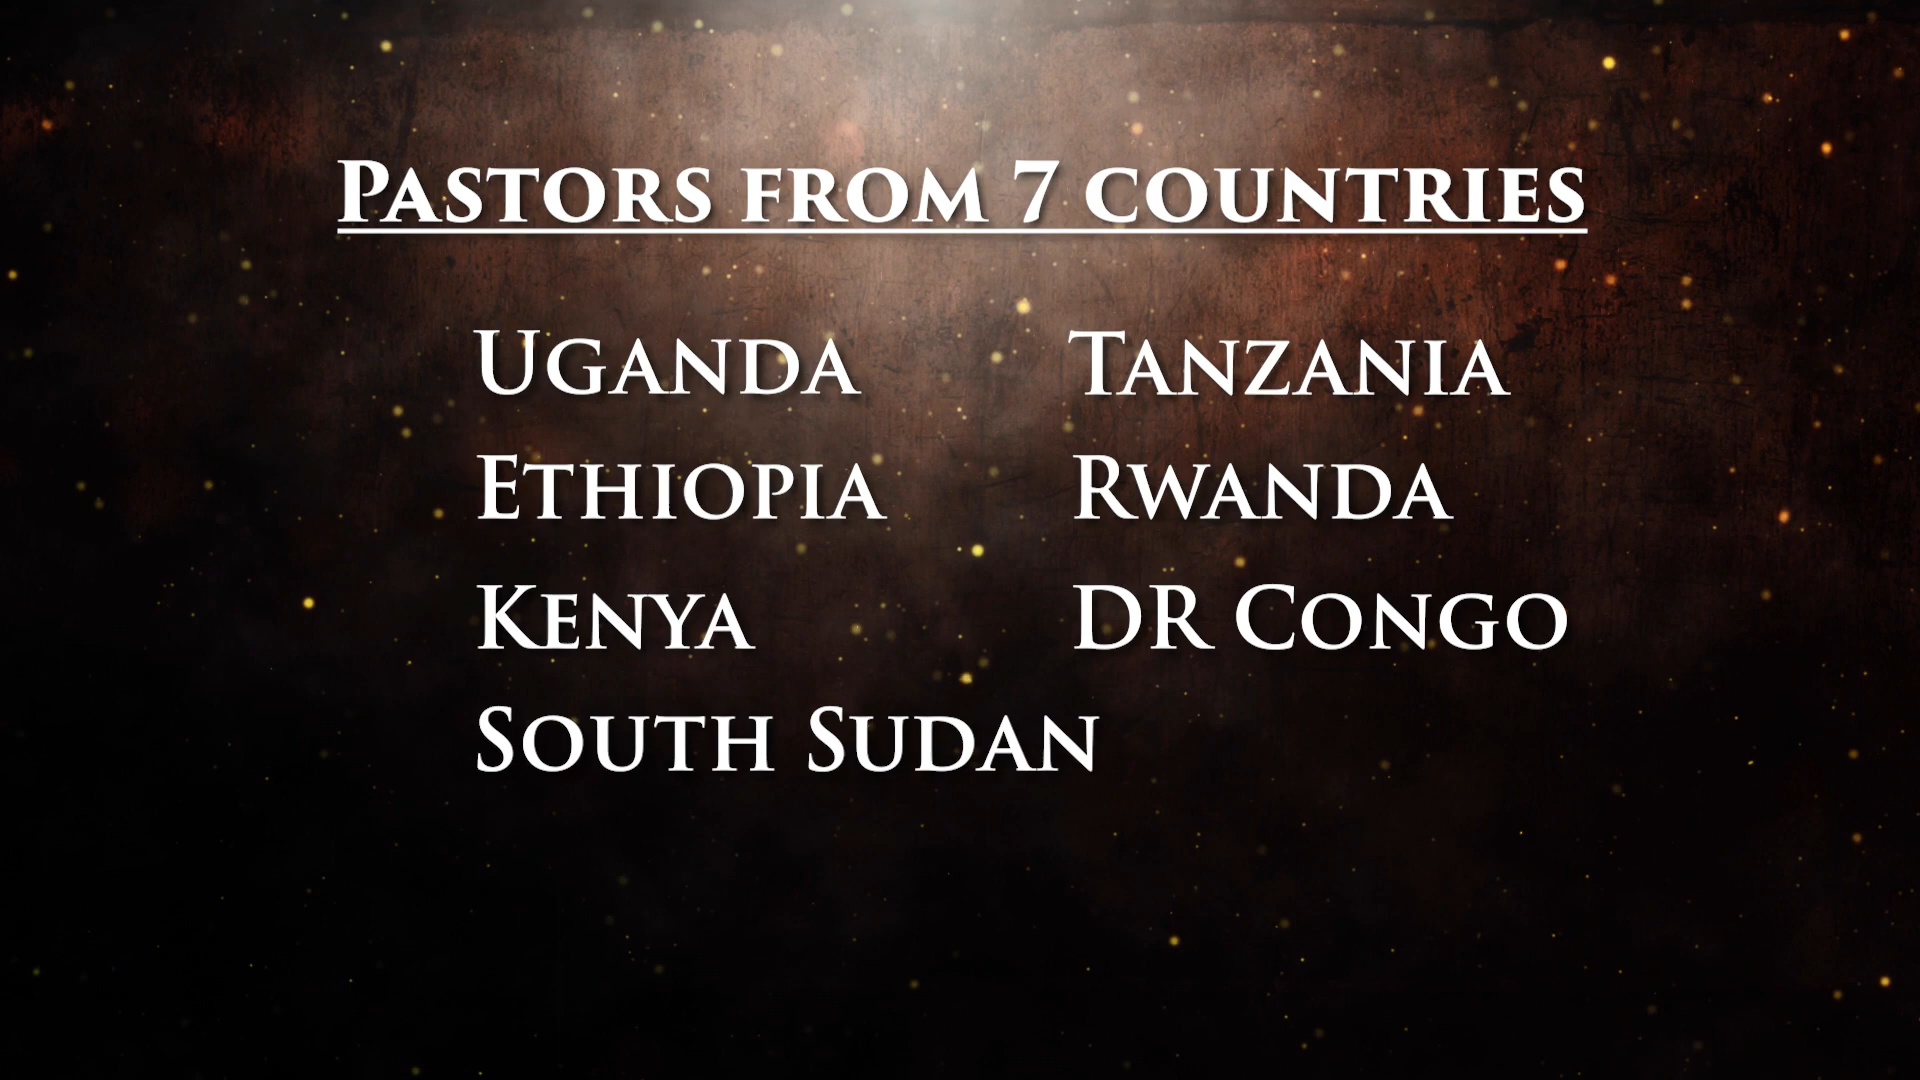 Pastors from 7 countries
Uganda
Ethiopia
Kenya
South Sudan
Tanzania
Rwanda
DR Congo